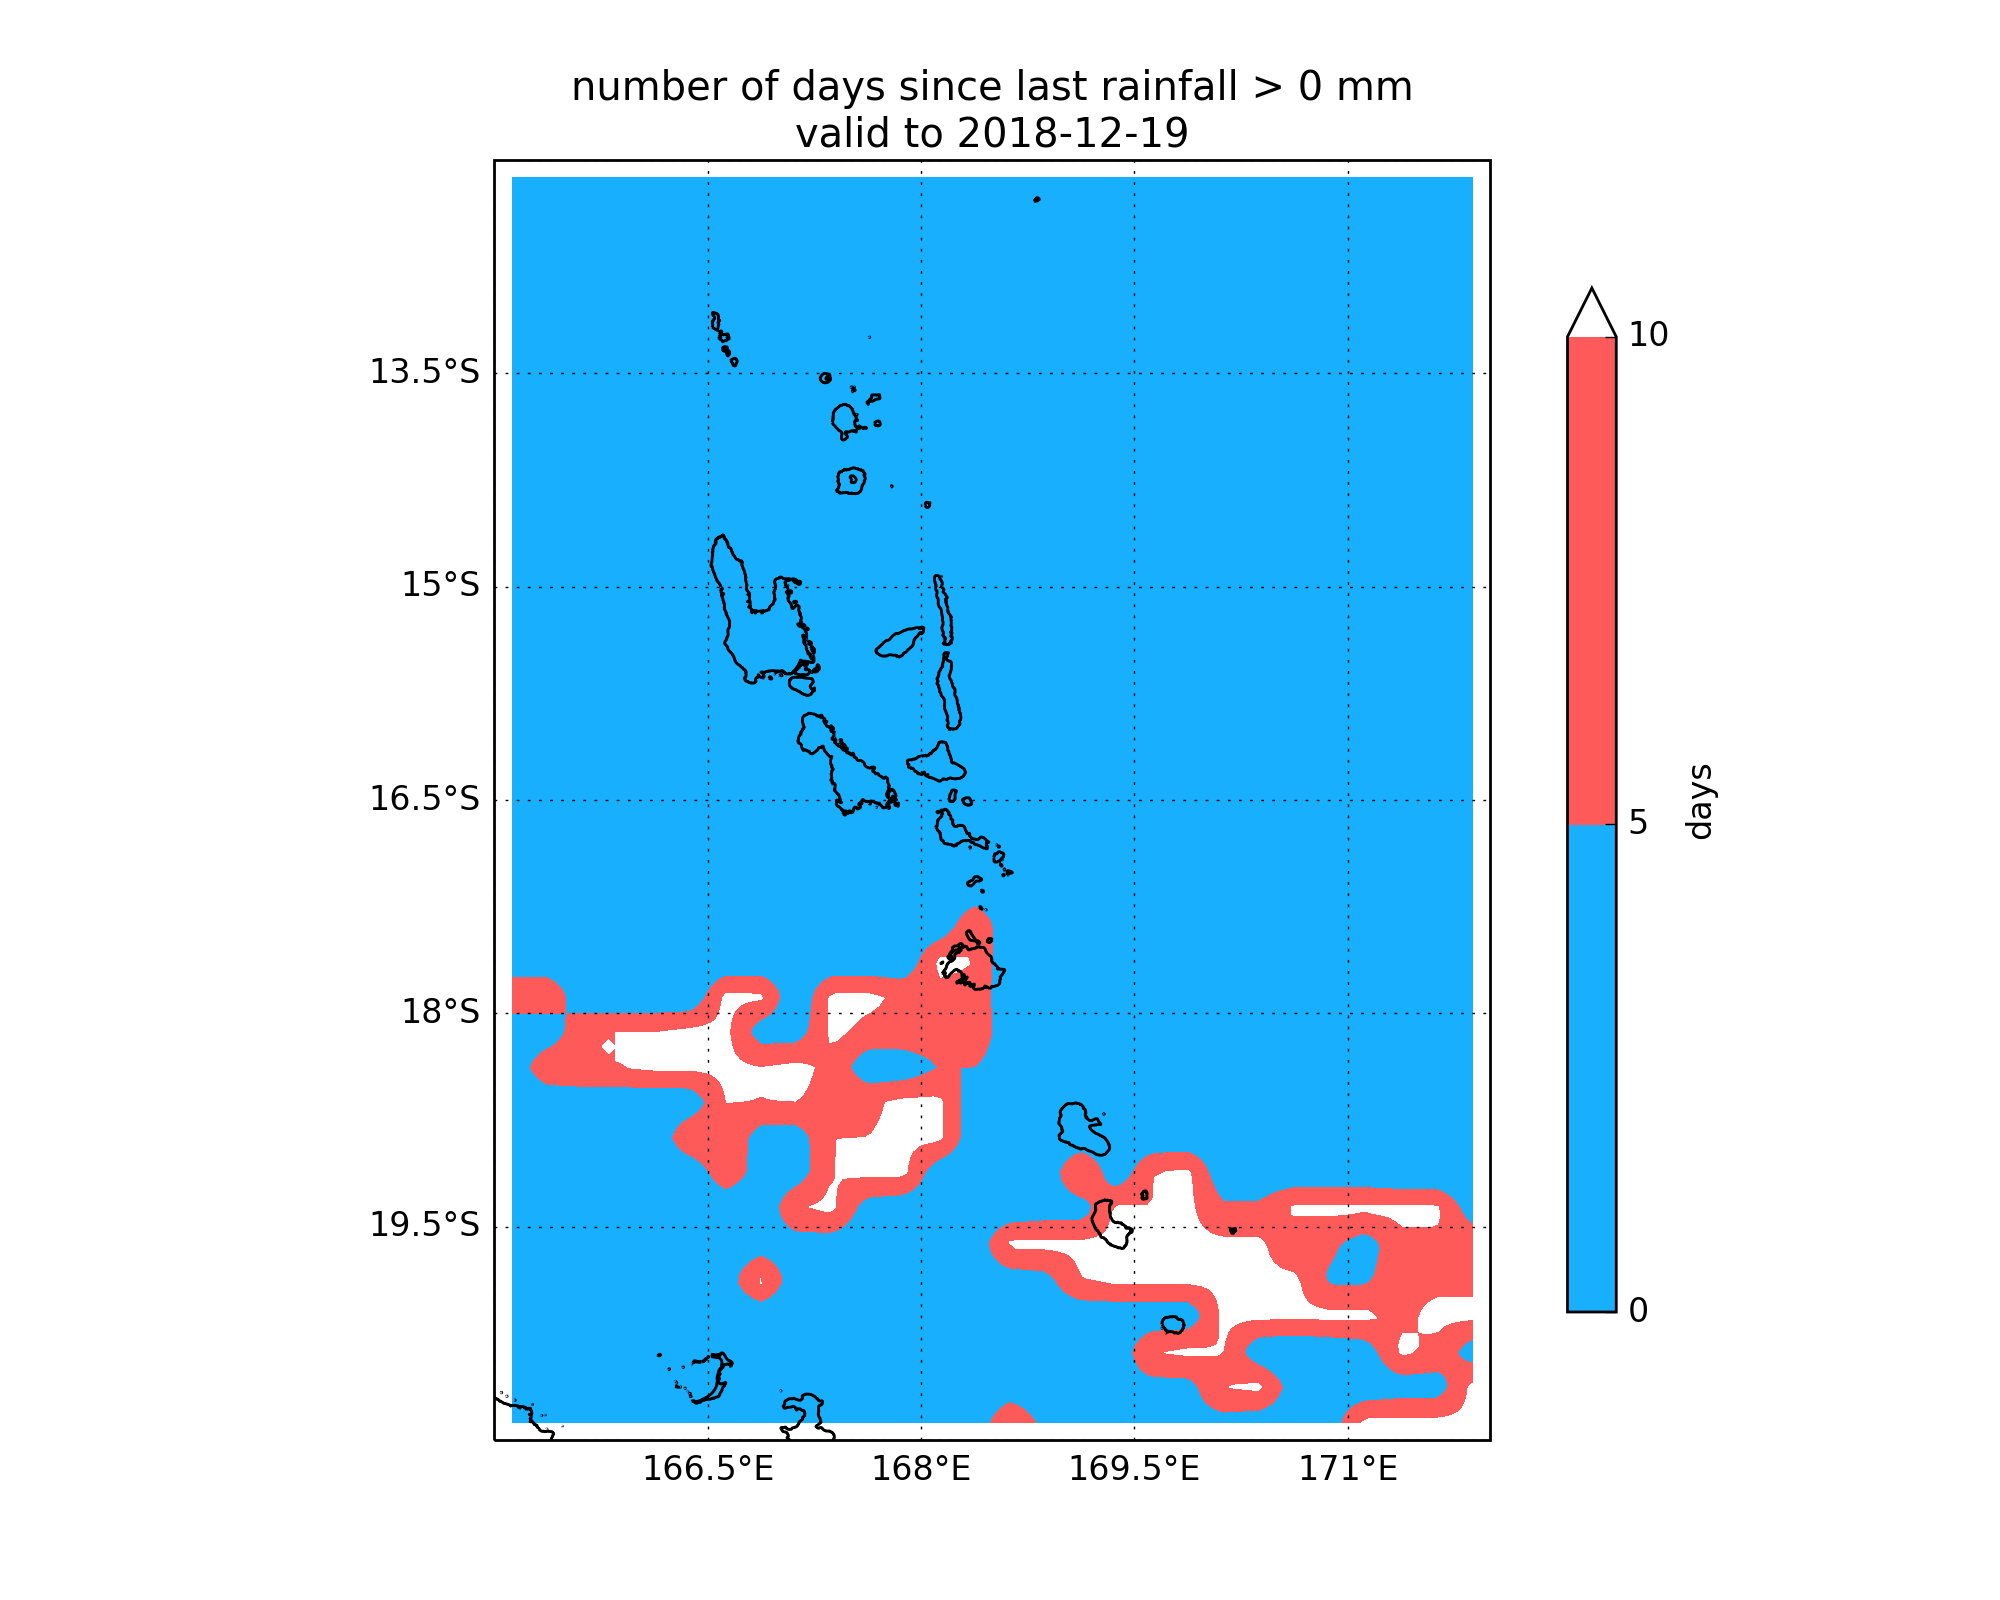 number of days since last rainfall > 0 mm
valid to 2018-12-19
13.5°S
15°S
16.5°S
18°S
19.5°S
166.5°E
168°E
169.5°E
171°E
10
5
0
days